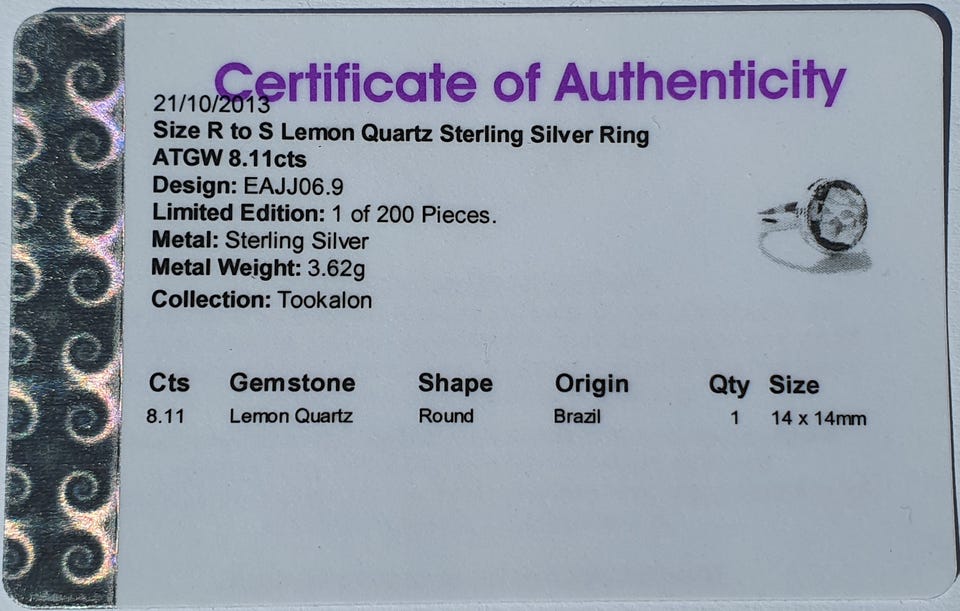 Certificate of Authenticity
21/10/2013
Size R to S Lemon Quartz Sterling Silver Ring
ATGW 8.11cts
Design: EAJJ06.9
Limited Edition: 1 of 200 Pieces.
Metal: Sterling Silver
Metal Weight: 3.62g
Collection: Tookalon
Cts Gemstone Shape Origin Qty Size
8.11 Lemon Quartz Round Brazil 1 14 x 14mm